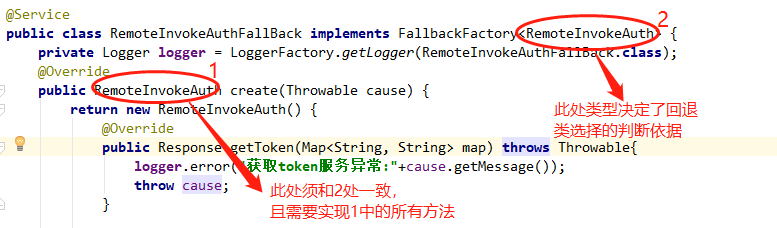 @Service
public class RemoteInvokeAuthFallBack implements FallbackFactory<RemoteInvokeAuth> {
2
private Logger logger = LoggerFactory.getLogger(RemoteInvokeAuthFallBack.class);
@Override
1
public RemoteInvokeAuth create(Throwable cause) {
return new RemoteInvokeAuth() {
此处类型决定了回退
类选择的判断依据
@Override
public Response getToken(Map<String, String> map) throws Throwable{
logger.error("获取token服务异常:"+cause.getMessage());
throw cause;
此处须和2处一致，
且需要实现1中的所有方法
}